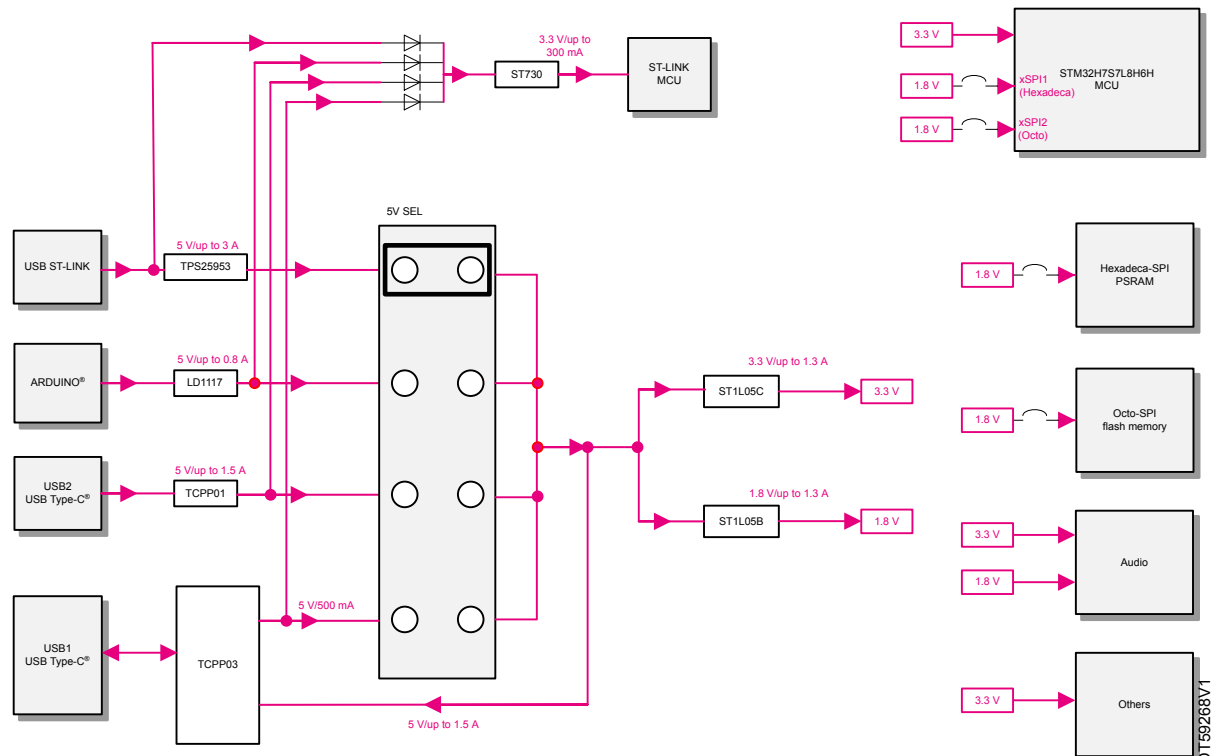 3.3 V/up to
300 mA
ST730
ST-LINK
MCU
3.3 V
1.8 V
1.8 V
xSPI1
(Hexadeca)
xSPI2
(Octo)
STM32H7S7L8H6H
MCU
5V SEL
USB ST-LINK
5 V/up to 3 A
TPS25953
1.8 V
Hexadeca-SPI
PSRAM
ARDUINO®
5 V/up to 0.8 A
LD1117
3.3 V/up to 1.3 A
ST1L05C
3.3 V
1.8 V
Octo-SPI
flash memory
USB2
USB Type-C®
5 V/up to 1.5 A
TCPP01
1.8 V/up to 1.3 A
ST1L05B
1.8 V
3.3 V
1.8 V
Audio
USB1
USB Type-C®
TCPP03
5 V/500 mA
5 V/up to 1.5 A
3.3 V
Others
DT59268V1